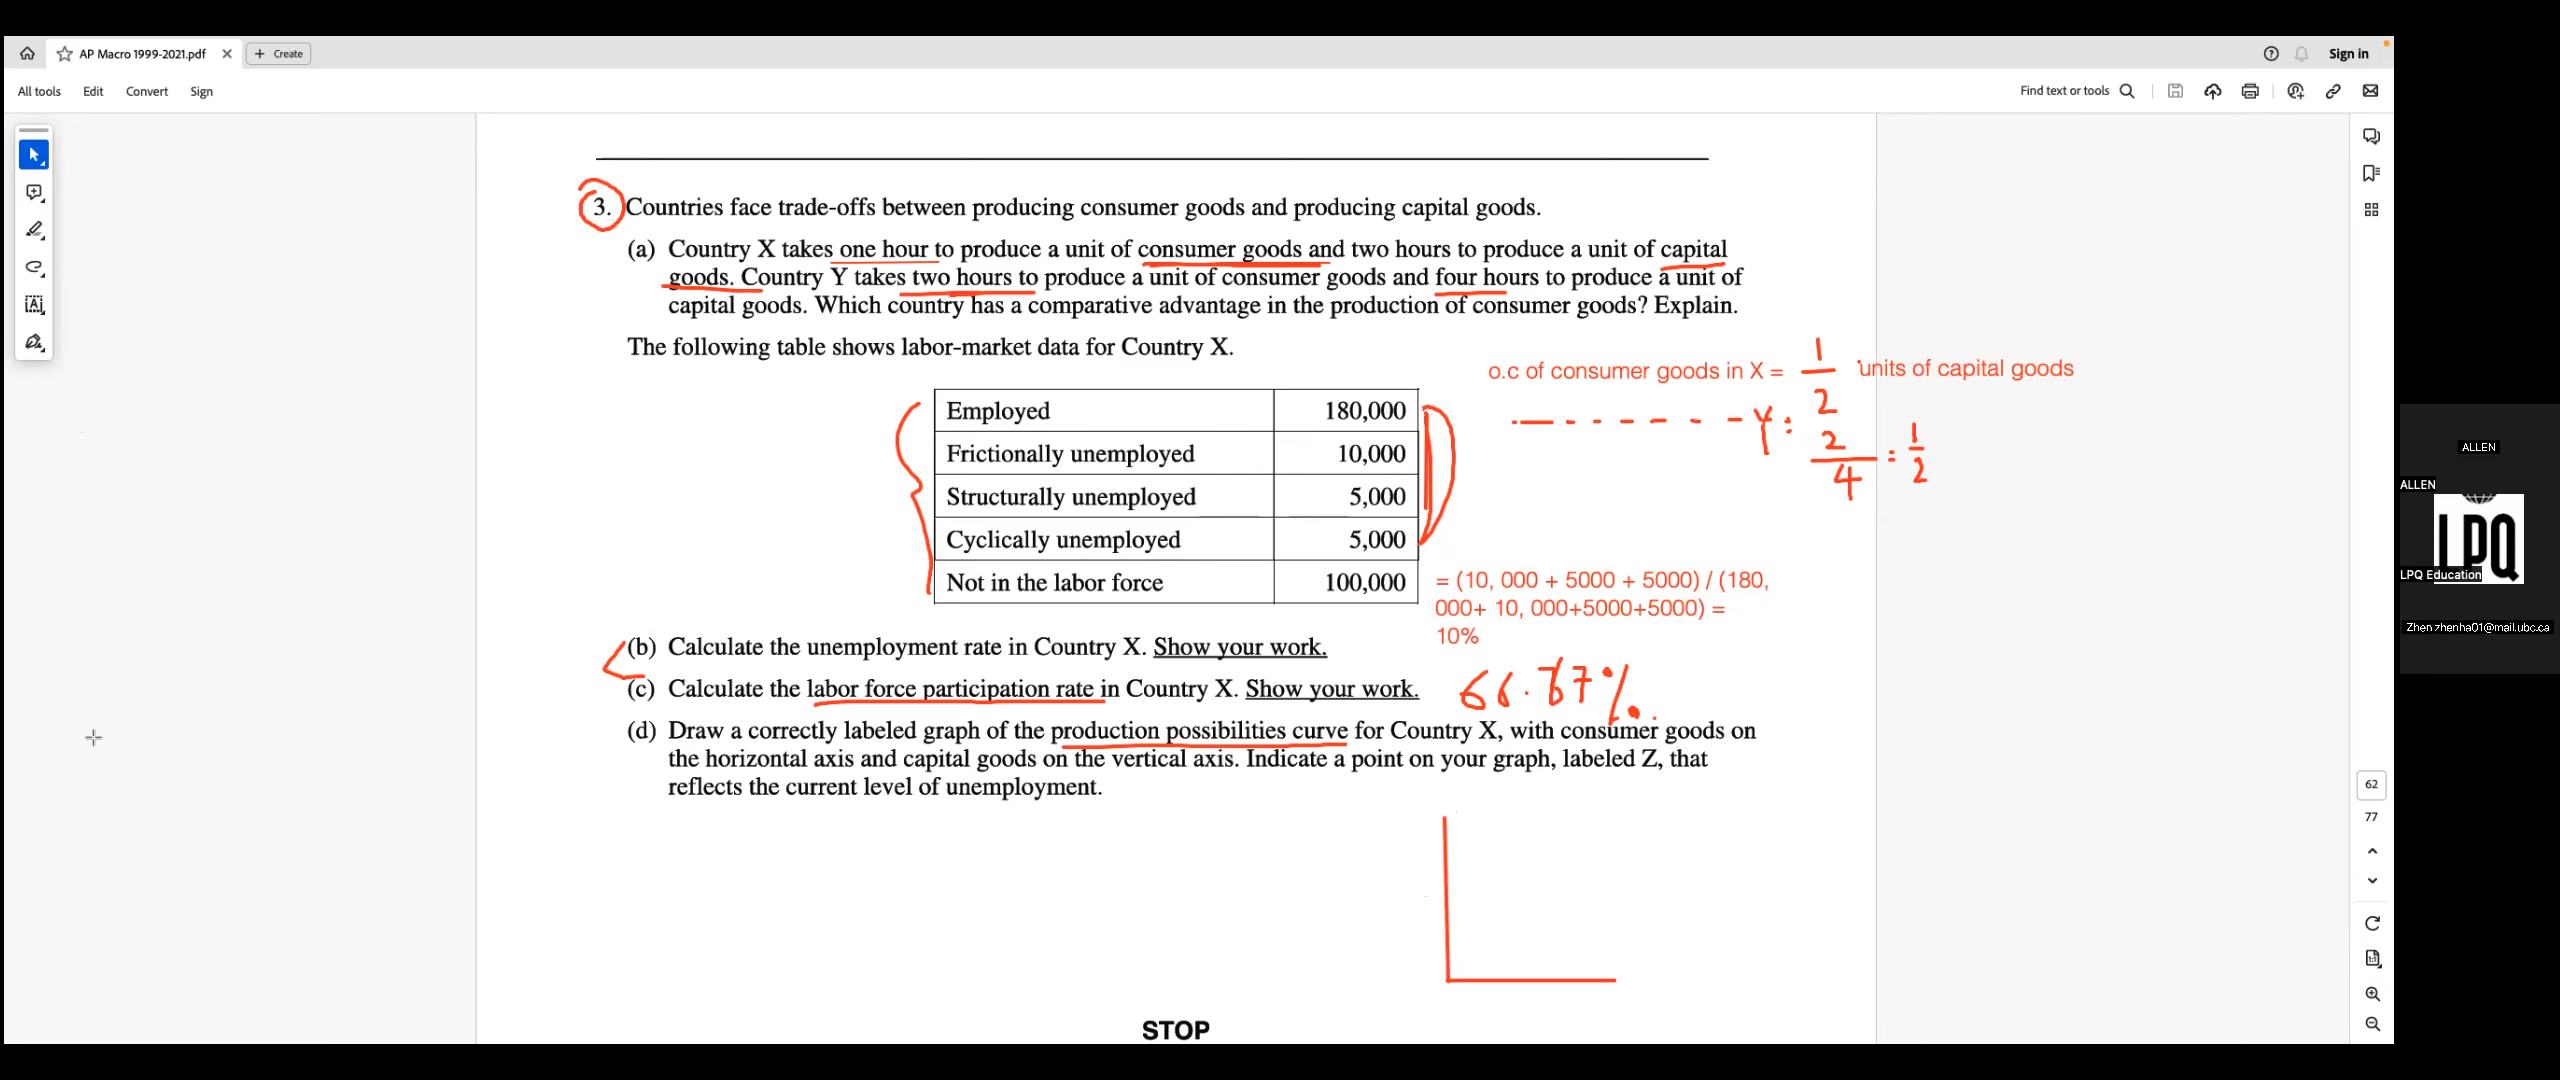 AP Macro 1999-2021.pdf
+ Create
Sign in
All tools Edit Convert Sign
Find text or tools
3. Countries face trade-offs between producing consumer goods and producing capital goods.
(a) Country X takes one hour to produce a unit of consumer goods and two hours to produce a unit of capital
goods. Country Y takes two hours to produce a unit of consumer goods and four hours to produce a unit of
capital goods. Which country has a comparative advantage in the production of consumer goods? Explain.
The following table shows labor-market data for Country X.
o.c of consumer goods in X = 1/2 units of capital goods
Y: 2/4 = 1/2
Employed 180,000
Frictionally unemployed 10,000
Structurally unemployed 5,000
Cyclically unemployed 5,000
Not in the labor force 100,000
= (10, 000 + 5000 + 5000) / (180,
000+ 10, 000+5000+5000) =
10%
(b) Calculate the unemployment rate in Country X. Show your work.
(c) Calculate the labor force participation rate in Country X. Show your work.
66.67%
(d) Draw a correctly labeled graph of the production possibilities curve for Country X, with consumer goods on
the horizontal axis and capital goods on the vertical axis. Indicate a point on your graph, labeled Z, that
reflects the current level of unemployment.
STOP
62
77
ALLEN
ALLEN
LPQ
LPQ Education
Zhen zhenha01@mail.ubc.ca